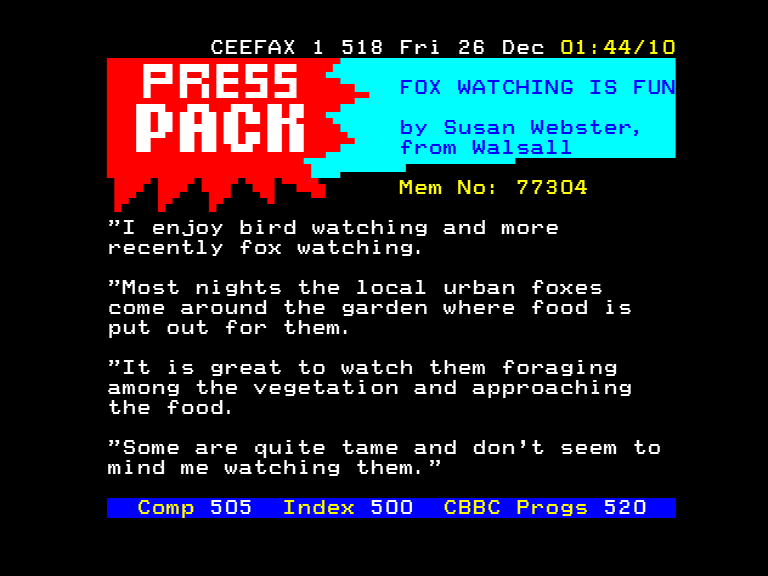 CEEFAX 1 518 Fri 26 Dec 01:44/10
PRESS
PACK
FOX WATCHING IS FUN
by Susan Webster,
from Walsall
Mem No: 77304
”I enjoy bird watching and more
recently fox watching.
”Most nights the local urban foxes
come around the garden where food is
put out for them.
”It is great to watch them foraging
among the vegetation and approaching
the food.
”Some are quite tame and don’t seem to
mind me watching them.”
Comp 505 Index 500 CBBC Progs 520